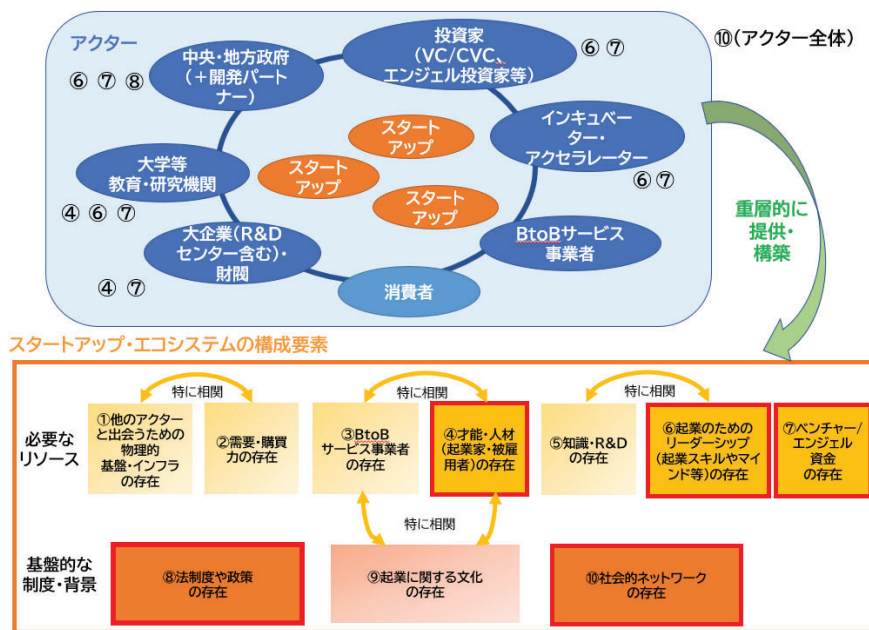 アクター
中央・地方政府
(+開発パート
ナー)
⑥ ⑦ ⑧
投資家
(VC/CVC、
エンジェル投資家等)
⑥ ⑦
⑩(アクター全体)
インキュベー
ター・
アクセラレーター
⑥ ⑦
スタート
アップ
スタート
アップ
スタート
アップ
大学等
教育・研究機関
④ ⑥ ⑦
大企業(R&D
センター含む)・
財閥
④ ⑦
BtoBサービス
事業者
消費者
重層的に
提供・
構築
スタートアップ・エコシステムの構成要素
必要な
リソース
特に相関
特に相関
特に相関
①他のアクター
と出会うための
物理的
基盤・インフラ
の存在
②需要・購買
力の存在
③BtoB
サービス事業者
の存在
④才能・人材
(起業家・被雇
用者)の存在
⑤知識・R&D
の存在
⑥起業のための
リーダーシップ
(起業スキルやマイ
ンド等)の存在
⑦ベンチャー/
エンジェル
資金
の存在
特に相関
基盤的な
制度・背景
⑧法制度や政策
の存在
⑨起業に関する文化
の存在
⑩社会的ネットワーク
の存在